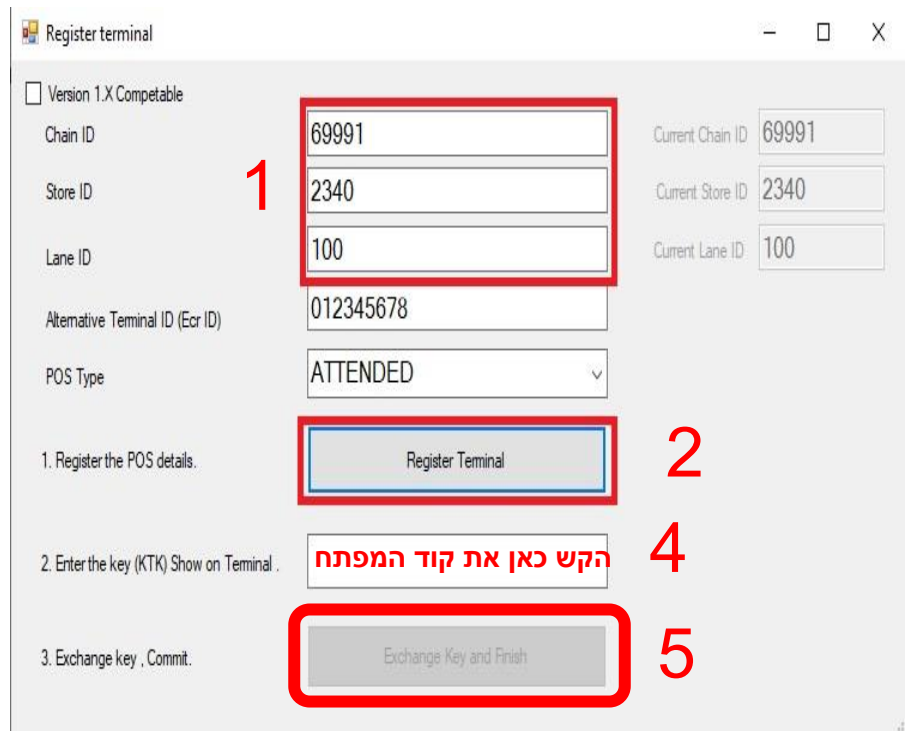 Register terminal
Version 1.X Competable
Chain ID 69991 Current Chain ID 69991
1
Store ID 2340 Current Store ID 2340
Lane ID 100 Current Lane ID 100
Alternative Terminal ID (Ecr ID) 012345678
POS Type ATTENDED
1. Register the POS details. Register Terminal 2
2. Enter the key (KTK) Show on Terminal . הקש כאן את קוד המפתח 4
3. Exchange key , Commit. Exchange Key and Finish 5